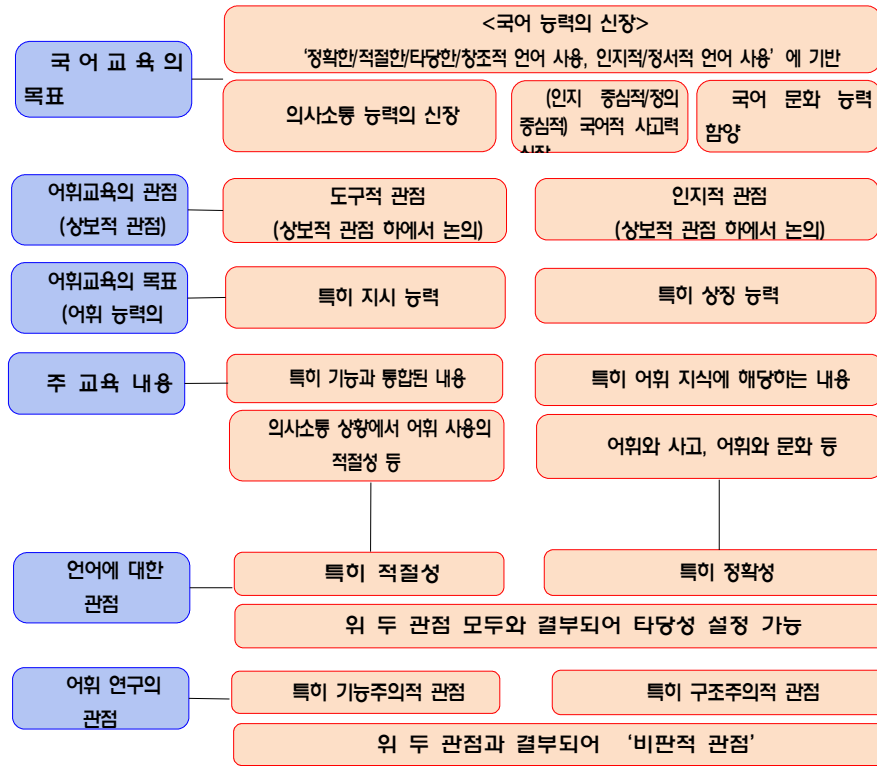 <국어 능력의 신장>
‘정확한/적절한/타당한/창조적 언어 사용, 인지적/정서적 언어 사용’ 에 기반
국어교육의
목표
의사소통 능력의 신장
(인지 중심적/정의
중심적) 국어적 사고력
신장
국어 문화 능력
함양
어휘교육의 관점
(상보적 관점)
도구적 관점
(상보적 관점 하에서 논의)
인지적 관점
(상보적 관점 하에서 논의)
어휘교육의 목표
(어휘 능력의
특히 지시 능력
특히 상징 능력
주 교육 내용
특히 기능과 통합된 내용
특히 어휘 지식에 해당하는 내용
의사소통 상황에서 어휘 사용의
적절성 등
어휘와 사고, 어휘와 문화 등
언어에 대한
관점
특히 적절성
특히 정확성
위 두 관점 모두와 결부되어 타당성 설정 가능
어휘 연구의
관점
특히 기능주의적 관점
특히 구조주의적 관점
위 두 관점과 결부되어 ‘비판적 관점’